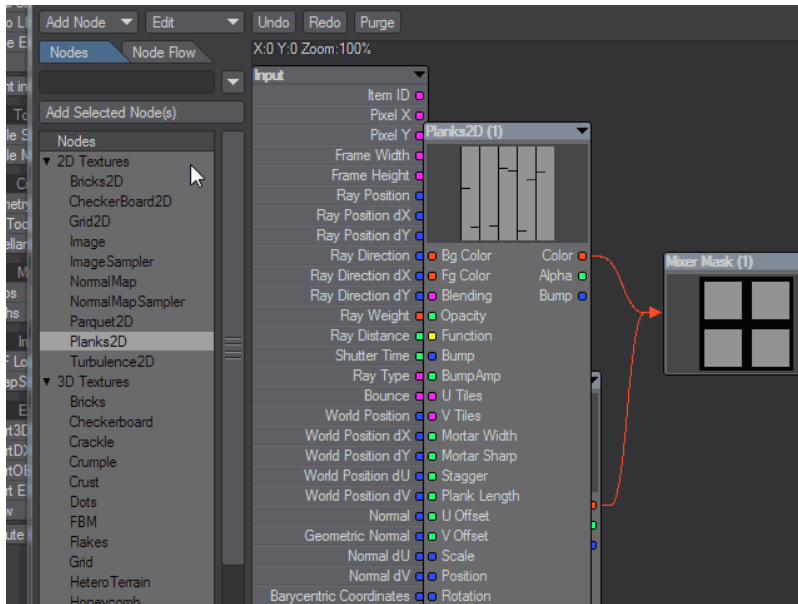 Add Node
Edit
Undo
Redo
Purge
Nodes
Node Flow
X:0 Y:0 Zoom:100%
Add Selected Node(s)
Nodes
2D Textures
Bricks2D
CheckerBoard2D
Grid2D
Image
ImageSampler
NormalMap
NormalMapSampler
Parquet2D
Planks2D
Turbulence2D
3D Textures
Bricks
Checkerboard
Crackle
Crumple
Crust
Dots
FBM
Flakes
Grid
HeteroTerrain
Honeycomb
Input
Item ID
Pixel X
Pixel Y
Frame Width
Frame Height
Ray Position
Ray Position dX
Ray Position dY
Ray Direction
Ray Direction dX
Ray Direction dY
Ray Weight
Ray Distance
Shutter Time
Ray Type
Bounce
World Position
World Position dX
World Position dY
World Position dU
World Position dV
Normal
Geometric Normal
Normal dU
Normal dV
Barycentric Coordinates
Planks2D (1)
Bg Color
Color
Fg Color
Alpha
Blending
Bump
Opacity
Function
Bump
BumpAmp
U Tiles
V Tiles
Mortar Width
Mortar Sharp
Stagger
Plank Length
U Offset
V Offset
Scale
Position
Rotation
Mixer Mask (1)